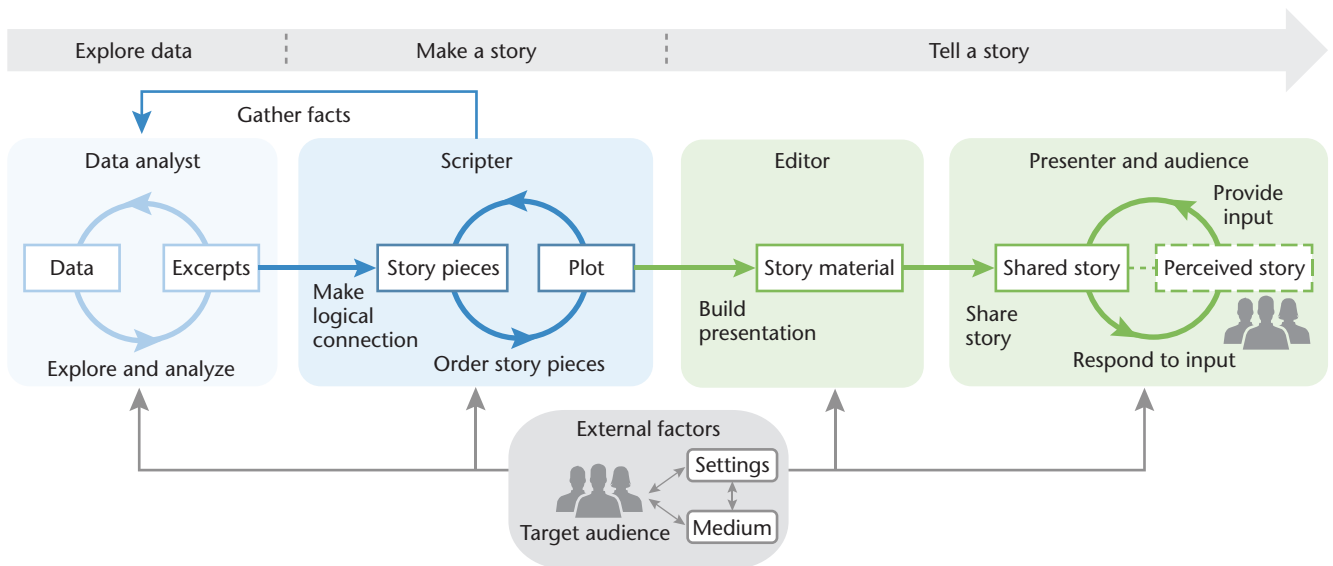 Explore data
Make a story
Tell a story
Gather facts
Data analyst
Data
Excerpts
Explore and analyze
Scripter
Story pieces
Plot
Make
logical
connection
Order story pieces
Editor
Story material
Build
presentation
Presenter and audience
Provide
input
Shared story
Perceived story
Share
story
Respond to input
External factors
Settings
Medium
Target audience